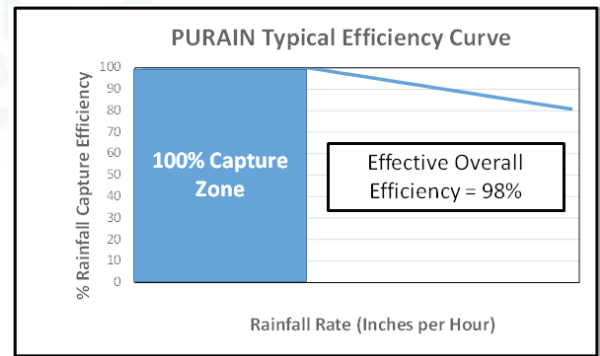 PURAIN Typical Efficiency Curve
% Rainfall Capture Efficiency
100
90
80
70
60
50
40
30
20
10
0
100% Capture
Zone
Effective Overall
Efficiency = 98%
Rainfall Rate (Inches per Hour)